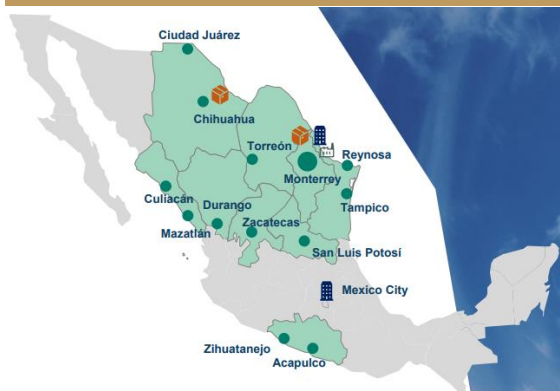 Ciudad Juárez
Chihuahua
Torreón
Reynosa
Monterrey
Culiacán
Durango
Tampico
Zacatecas
Mazatlán
San Luis Potosí
Mexico City
Zihuatanejo
Acapulco